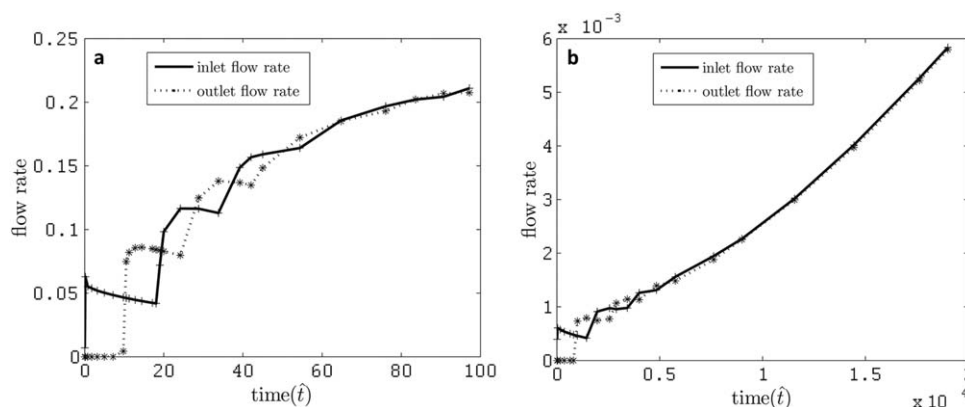 a
0.25
0.2
0.15
0.1
0.05
0
flow rate
inlet flow rate
outlet flow rate
0 20 40 60 80 100
time(t̂)
x 10⁻³
b
6
5
4
3
2
1
0
flow rate
inlet flow rate
outlet flow rate
0 0.5 1 1.5 2
time(t̂)
x 10⁴